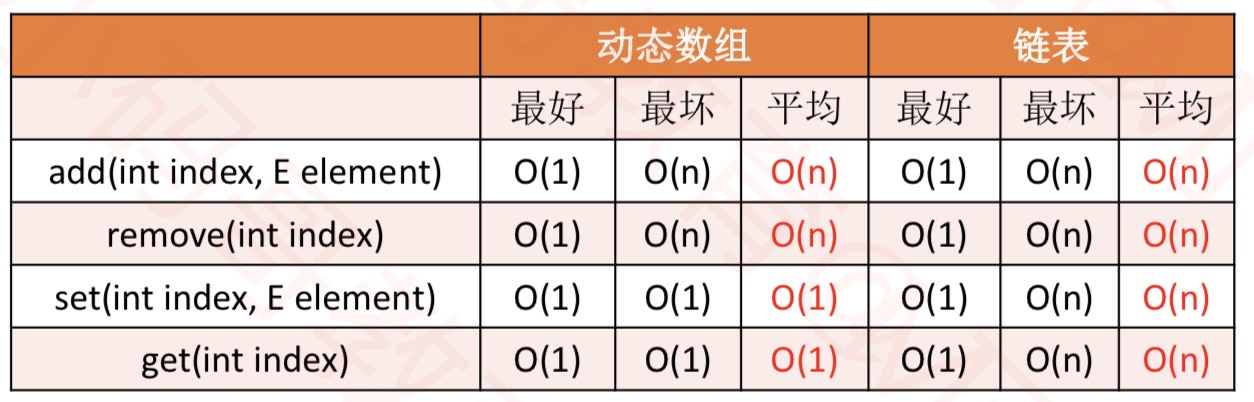 动态数组 链表
最好 最坏 平均 最好 最坏 平均
add(int index, E element) O(1) O(n) O(n) O(1) O(n) O(n)
remove(int index) O(1) O(n) O(n) O(1) O(n) O(n)
set(int index, E element) O(1) O(1) O(1) O(1) O(n) O(n)
get(int index) O(1) O(1) O(1) O(1) O(n) O(n)